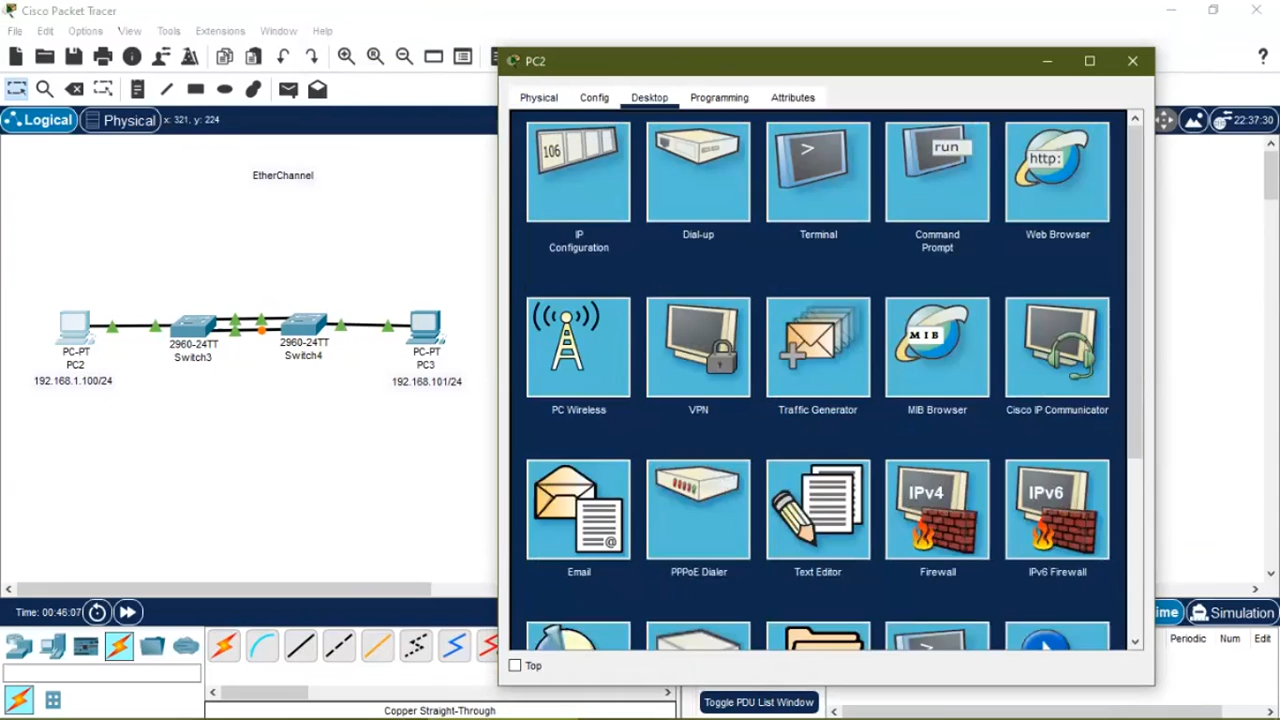 Cisco Packet Tracer
File Edit Options View Tools Extensions Window Help
Logical
Physical
x: 321, y: 224
22:37:30
EtherChannel
PC-PT
PC2
192.168.1.100/24
2960-24TT
Switch3
2960-24TT
Switch4
PC-PT
PC3
192.168.101/24
PC2
Physical Config Desktop Programming Attributes
106
>
run
http:
IP
Configuration
Dial-up
Terminal
Command
Prompt
Web Browser
MIB
PC Wireless
VPN
Traffic Generator
MIB Browser
Cisco IP Communicator
@
IPv4
IPv6
Email
PPPoE Dialer
Text Editor
Firewall
IPv6 Firewall
>
Top
Time: 00:46:07
ime
Simulation
Periodic Num Edit
Toggle PDU List Window
Copper Straight-Through